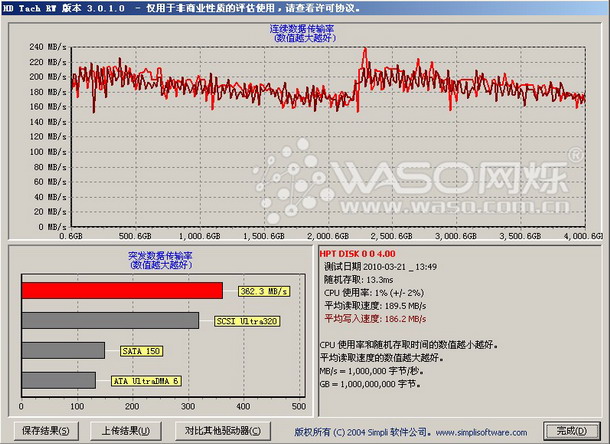 HD Tach RW 版本 3.0.1.0 - 仅用于非商业性质的评估使用，请查看许可协议。
连续数据传输率
(数值越大越好)
240 MB/s
220 MB/s
200 MB/s
180 MB/s
160 MB/s
140 MB/s
120 MB/s
100 MB/s
80 MB/s
60 MB/s
40 MB/s
20 MB/s
0 MB/s
0.6GB 500.6GB 1,000.6GB 1,500.6GB 2,000.6GB 2,500.6GB 3,000.6GB 3,500.6GB 4,000.6GB
WASO网烁®
www.waso.com.cn
突发数据传输率
(数值越大越好)
362.3 MB/s
SCSI Ultra320
SATA 150
ATA UltraDMA 6
0 100 200 300 400 500
HPT DISK 0 0 4.00
测试日期 2010-03-21 _ 13:49
随机存取: 13.3ms
CPU 使用率: 1% (+/- 2%)
平均读取速度: 189.5 MB/s
平均写入速度: 186.2 MB/s
CPU 使用率和随机存取时间的数值越小越好。
平均读取速度的数值越大越好。
MB/s = 1,000,000 字节/秒。
GB = 1,000,000,000 字节。
保存结果(S) 上传结果(U) 对比其他驱动器(C) 版权所有 (C) 2004 Simpli 软件公司。www.simplisoftware.com 完成(D)